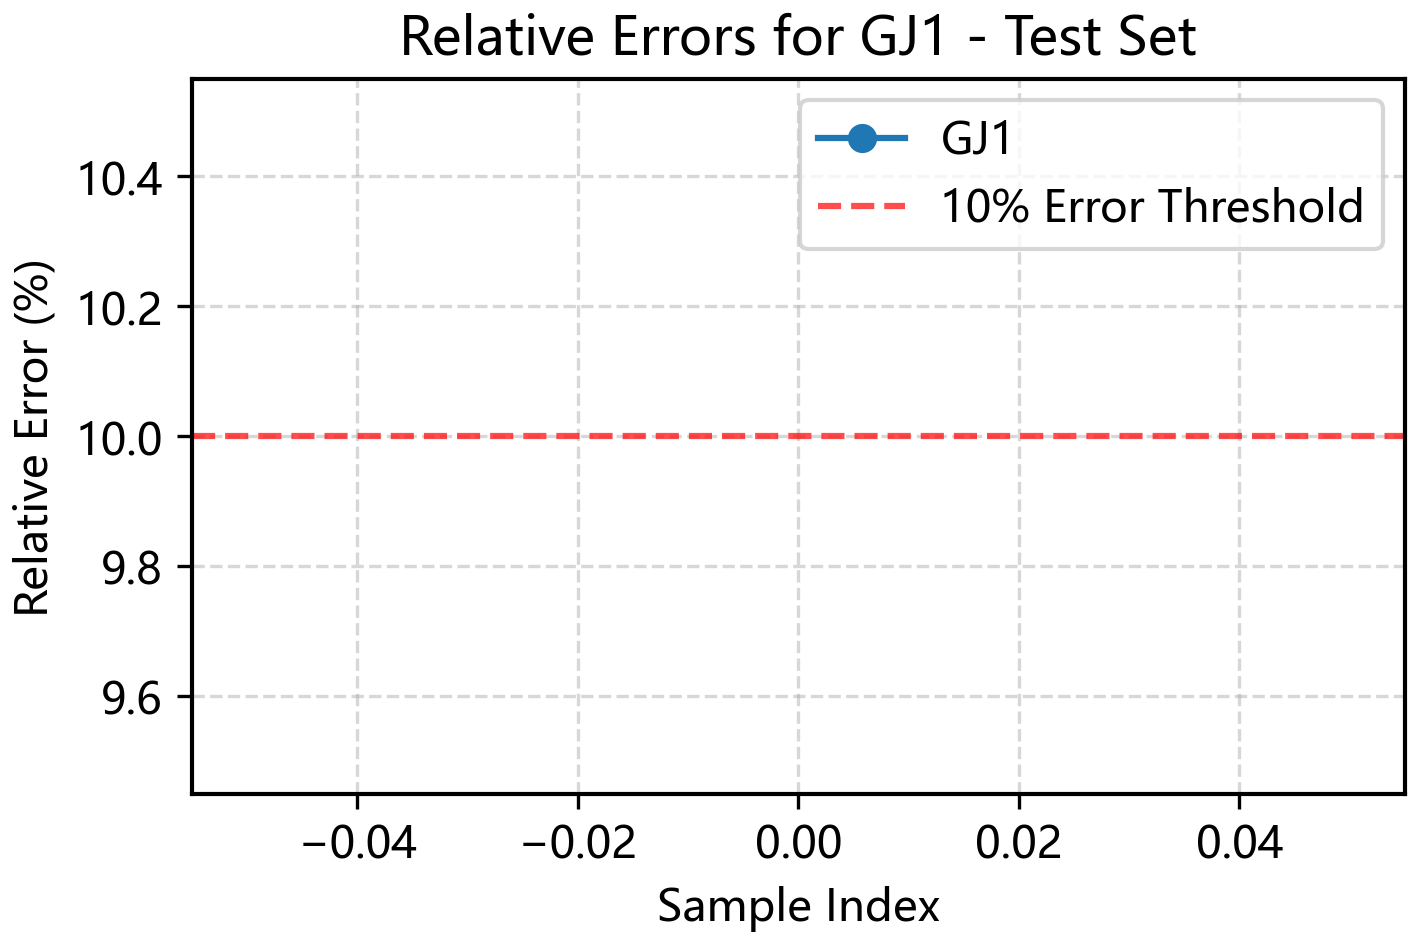 Relative Errors for GJ1 - Test Set
GJ1
10% Error Threshold
Relative Error (%)
10.4
10.2
10.0
9.8
9.6
−0.04
−0.02
0.00
0.02
0.04
Sample Index